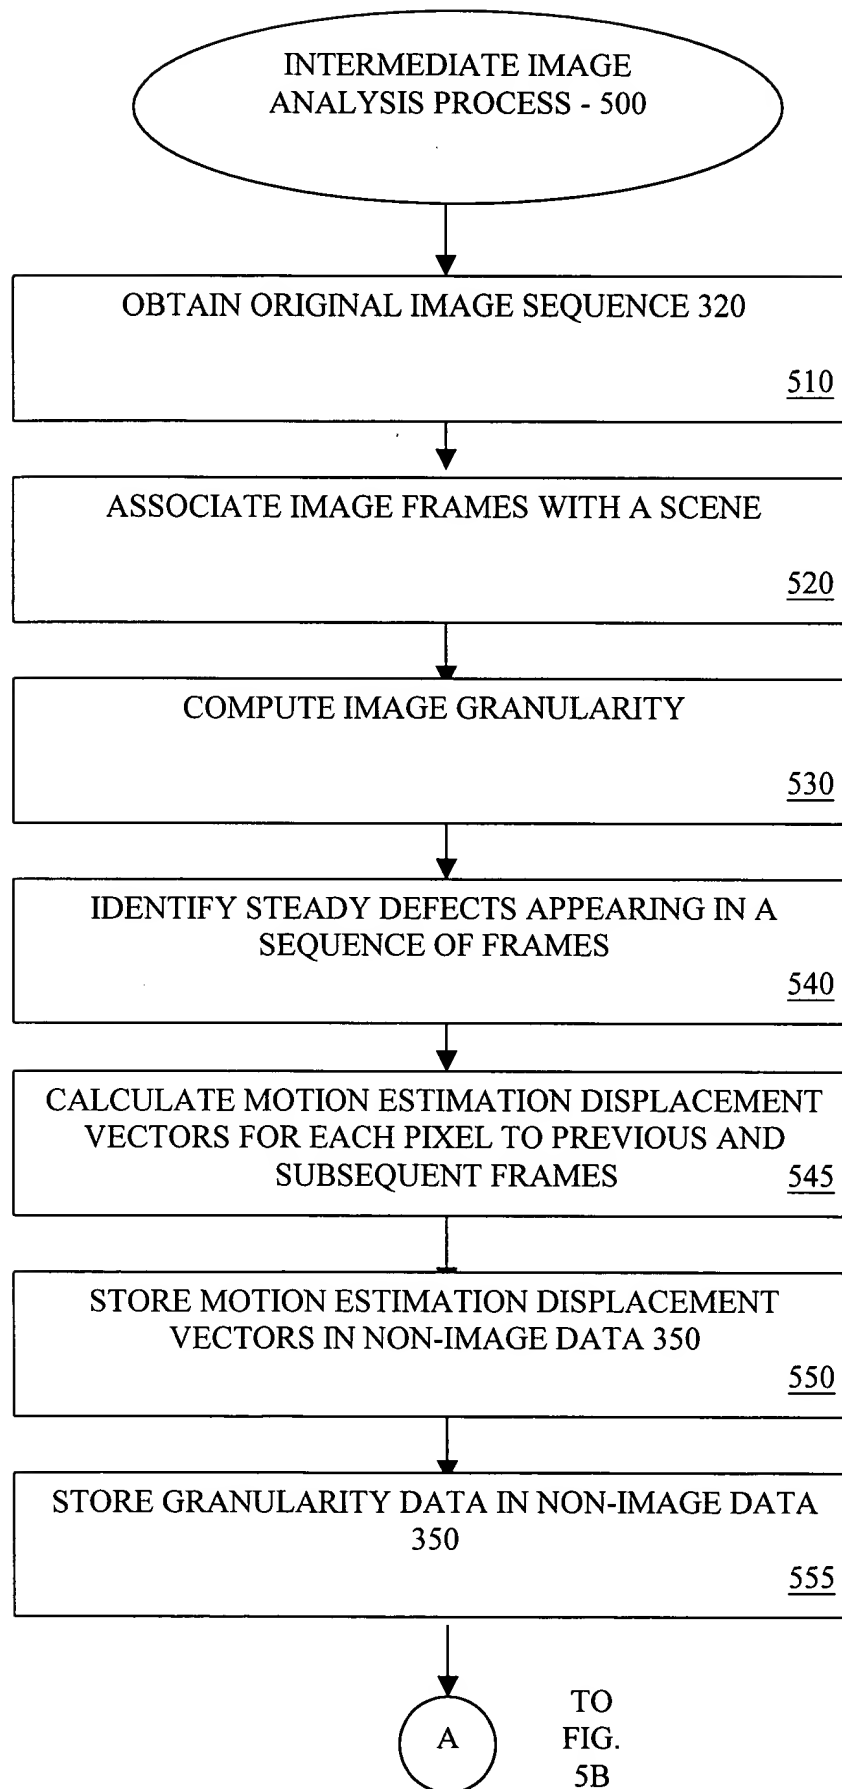 INTERMEDIATE IMAGE
ANALYSIS PROCESS - 500
OBTAIN ORIGINAL IMAGE SEQUENCE 320
510
ASSOCIATE IMAGE FRAMES WITH A SCENE
520
COMPUTE IMAGE GRANULARITY
530
IDENTIFY STEADY DEFECTS APPEARING IN A
SEQUENCE OF FRAMES
540
CALCULATE MOTION ESTIMATION DISPLACEMENT
VECTORS FOR EACH PIXEL TO PREVIOUS AND
SUBSEQUENT FRAMES
545
STORE MOTION ESTIMATION DISPLACEMENT
VECTORS IN NON-IMAGE DATA 350
550
STORE GRANULARITY DATA IN NON-IMAGE DATA
350
555
A
TO
FIG.
5B